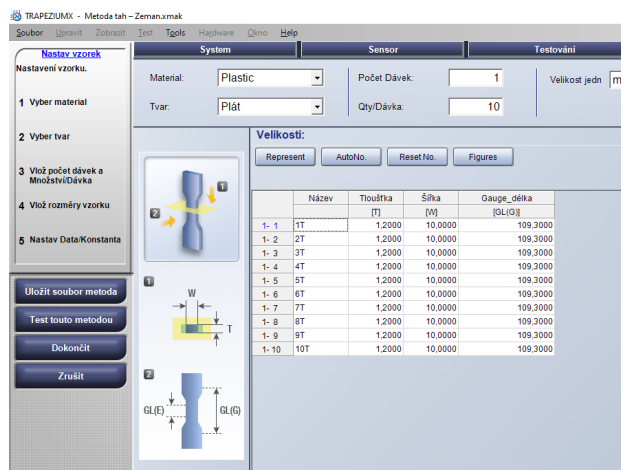 TRAPEZIUMX - Metoda tah – Zeman.xmak
Soubor Upravit Zobrazit Test Tools Hardware Okno Help
Nastav vzorek
Nastavení vzorku.
1 Vyber material
2 Vyber tvar
3 Vlož počet dávek a
Množství/Dávka
4 Vlož rozměry vzorku
5 Nastav Data/Konstanta
Uložit soubor metoda
Test touto metodou
Dokončit
Zrušit
System Sensor Testování
Material: Plastic Počet Dávek: 1 Velikost jedn
Tvar: Plát Qty/Dávka: 10
Velikosti:
Represent AutoNo. Reset No. Figures
1
2
1
W
T
2
GL(E) GL(G)
Název Tloušťka Šířka Gauge_délka
[T] [W] [GL(G)]
1- 1 1T 1,2000 10,0000 109,3000
1- 2 2T 1,2000 10,0000 109,3000
1- 3 3T 1,2000 10,0000 109,3000
1- 4 4T 1,2000 10,0000 109,3000
1- 5 5T 1,2000 10,0000 109,3000
1- 6 6T 1,2000 10,0000 109,3000
1- 7 7T 1,2000 10,0000 109,3000
1- 8 8T 1,2000 10,0000 109,3000
1- 9 9T 1,2000 10,0000 109,3000
1- 10 10T 1,2000 10,0000 109,3000